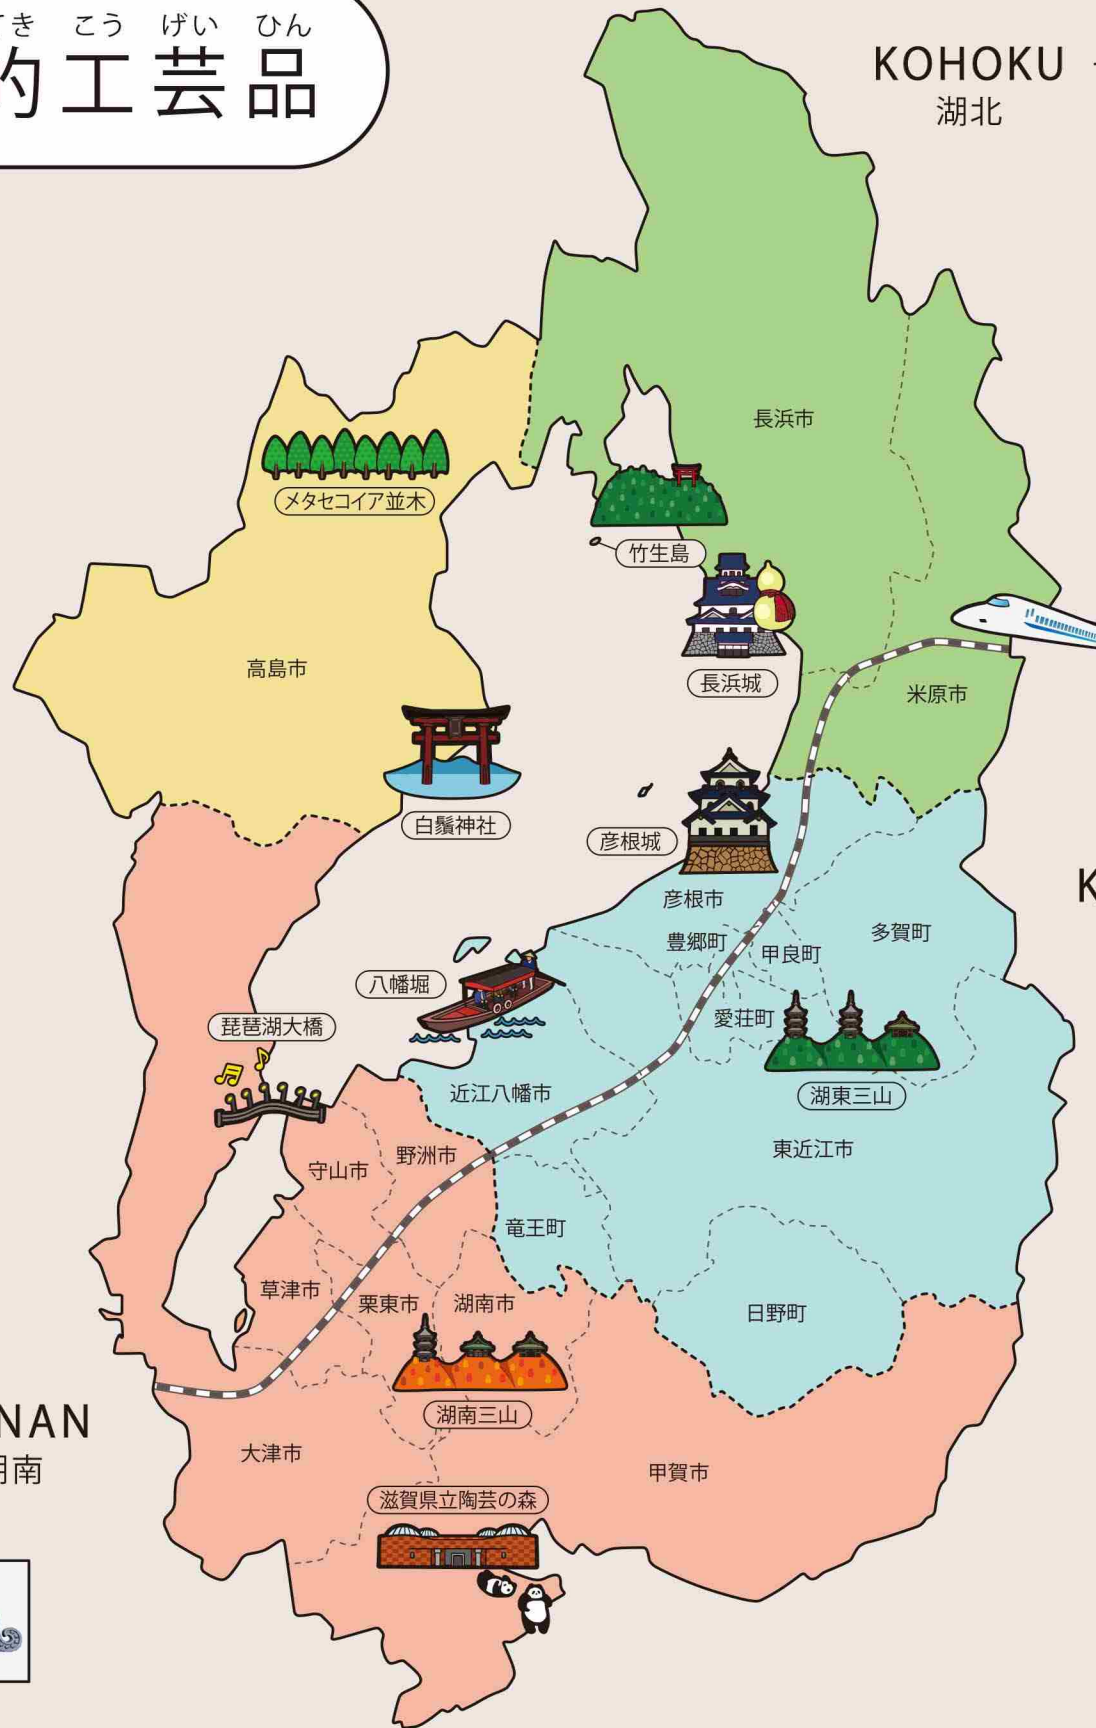 てき こう げい ひん
的工芸品
KOHOKU
湖北
長浜市
メタセコイア並木
竹生島
高島市
長浜城
米原市
白鬚神社
彦根城
彦根市
豊郷町
甲良町
多賀町
八幡堀
愛荘町
琵琶湖大橋
近江八幡市
湖東三山
東近江市
野洲市
守山市
竜王町
草津市
栗東市
湖南市
日野町
湖南三山
NAN
湖南
大津市
甲賀市
滋賀県立陶芸の森
K